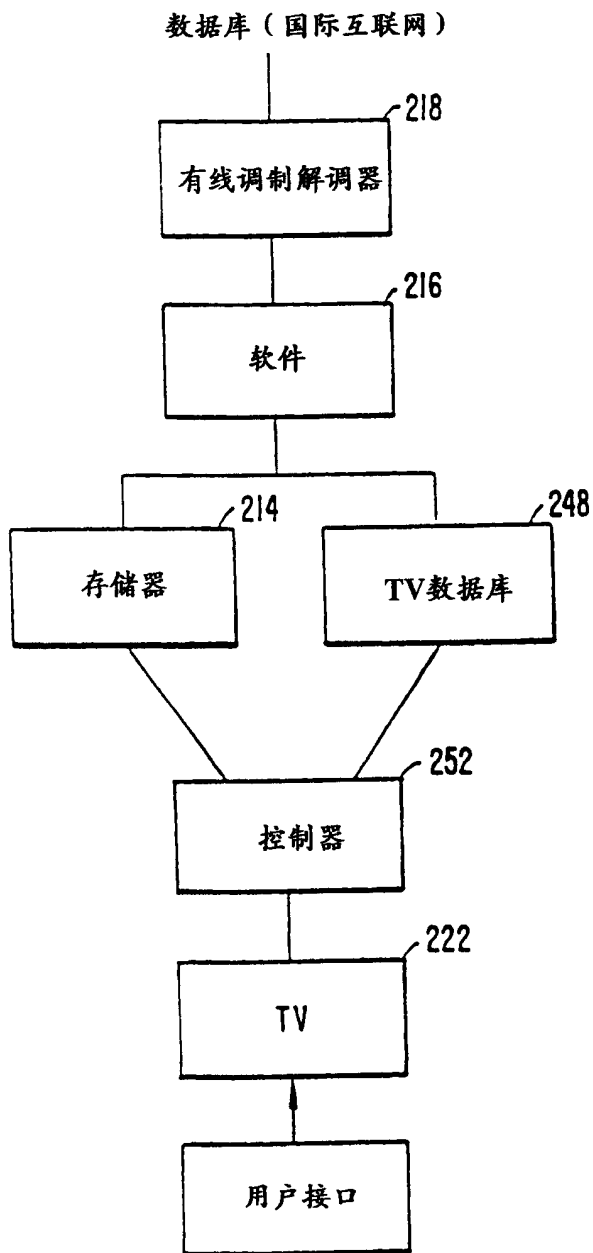 数据库（国际互联网）
218
有线调制解调器
216
软件
214
248
存储器
TV数据库
252
控制器
222
TV
用户接口